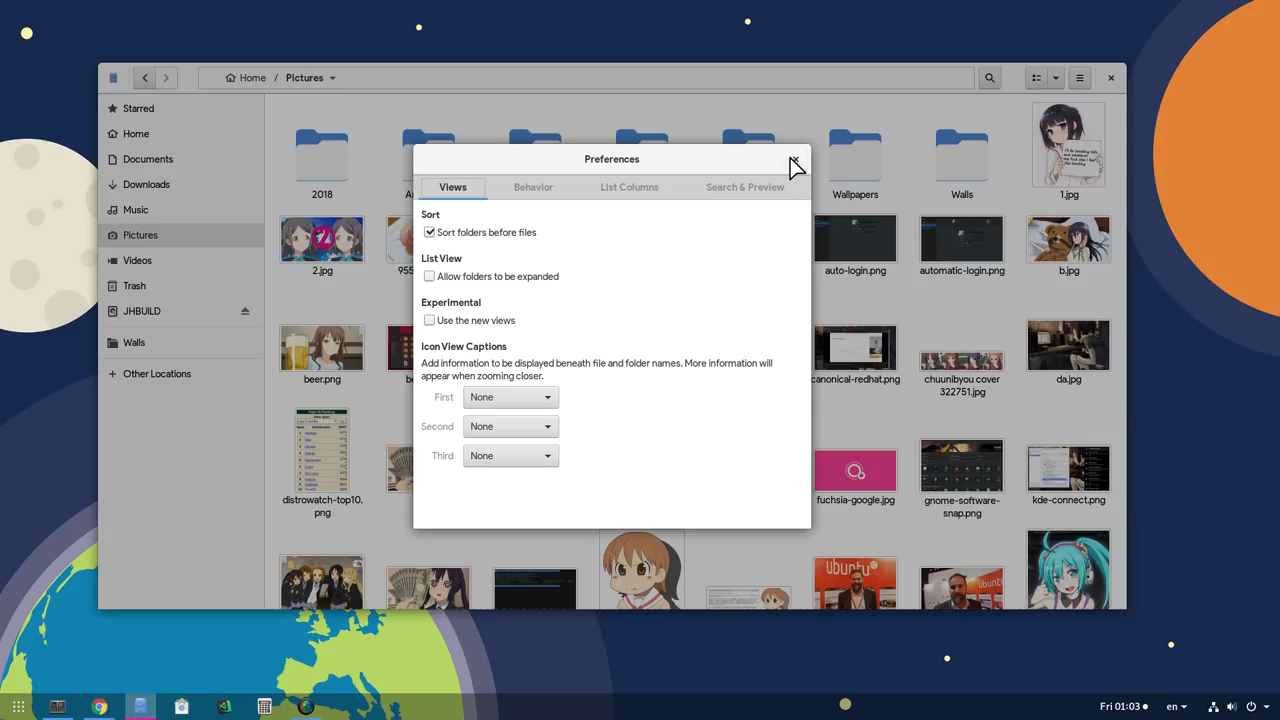 Home / Pictures
Starred
Home
Documents
Downloads
Music
Pictures
Videos
Trash
JHBUILD
Walls
+ Other Locations
2018
Wallpapers
Walls
1.jpg
2.jpg
955
auto-login.png
automatic-login.png
b.jpg
beer.png
be
canonical-redhat.png
chuunibyou cover
322751.jpg
da.jpg
distrowatch-top10.
png
fuchsia-google.jpg
gnome-software-
snap.png
kde-connect.png
ubuntu
Preferences
Views
Behavior
List Columns
Search & Preview
Sort
Sort folders before files
List View
Allow folders to be expanded
Experimental
Use the new views
Icon View Captions
Add information to be displayed beneath file and folder names. More information will
appear when zooming closer.
First None
Second None
Third None
Fri 01:03
en